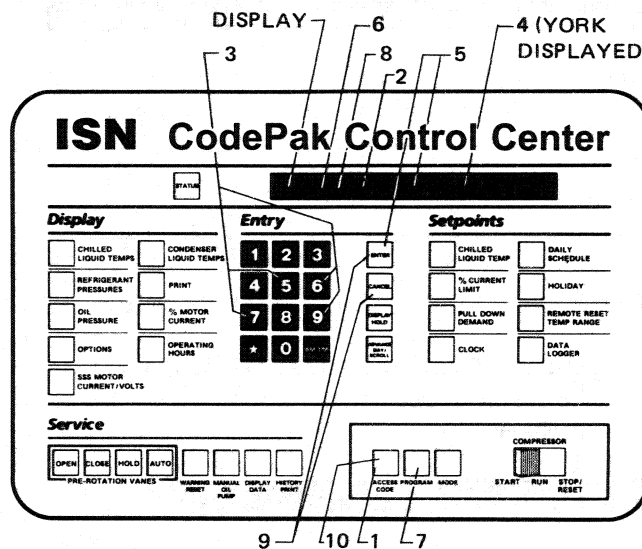 DISPLAY
6
4 (YORK
DISPLAYED
3
8
5
2
ISN CodePak Control Center
STATUS
Display
Entry
Setpoints
CHILLED
LIQUID TEMPS
CONDENSER
LIQUID TEMPS
REFRIGERANT
PRESSURES
PRINT
OIL
PRESSURE
% MOTOR
CURRENT
OPTIONS
OPERATING
HOURS
SSS MOTOR
CURRENT/VOLTS
1 2 3
4 5 6
7 8 9
* 0
ENTER
CANCEL
DISPLAY
HOLD
ADVANCE
DAY/
SCROLL
CHILLED
LIQUID TEMP
DAILY
SCHEDULE
% CURRENT
LIMIT
HOLIDAY
PULL DOWN
DEMAND
REMOTE RESET
TEMP RANGE
CLOCK
DATA
LOGGER
Service
OPEN CLOSE HOLD AUTO
PRE-ROTATION VANES
WARNING
RESET
MANUAL
OIL
PUMP
DISPLAY
DATA
HISTORY
PRINT
ACCESS
CODE
PROGRAM
MODE
COMPRESSOR
START RUN STOP/
RESET
9
10
1
7